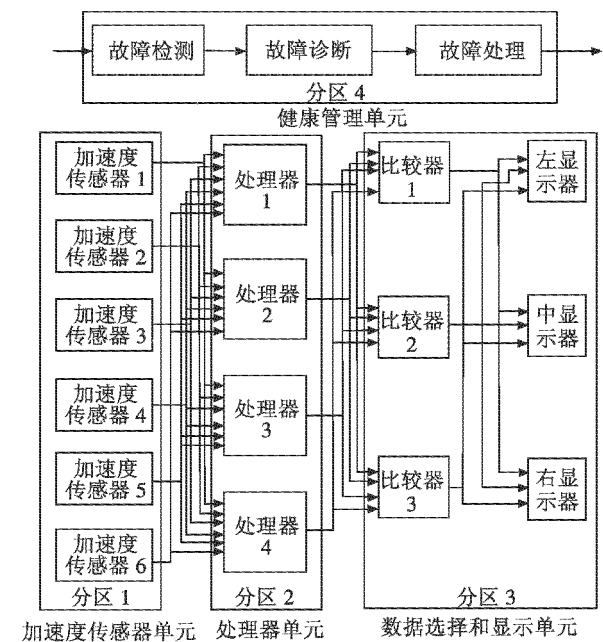 故障检测
故障诊断
故障处理
分区 4
健康管理单元
加速度
传感器 1
加速度
传感器 2
加速度
传感器 3
加速度
传感器 4
加速度
传感器 5
加速度
传感器 6
分区 1
加速度传感器单元
处理器
1
处理器
2
处理器
3
处理器
4
分区 2
处理器单元
比较器
1
比较器
2
比较器
3
左显
示器
中显
示器
右显
示器
分区 3
数据选择和显示单元